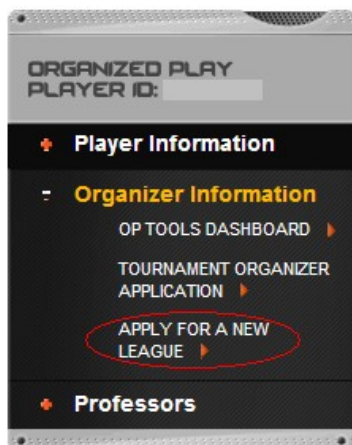 ORGANIZED PLAY
PLAYER ID:
Player Information
Organizer Information
OP TOOLS DASHBOARD
TOURNAMENT ORGANIZER
APPLICATION
APPLY FOR A NEW
LEAGUE
Professors